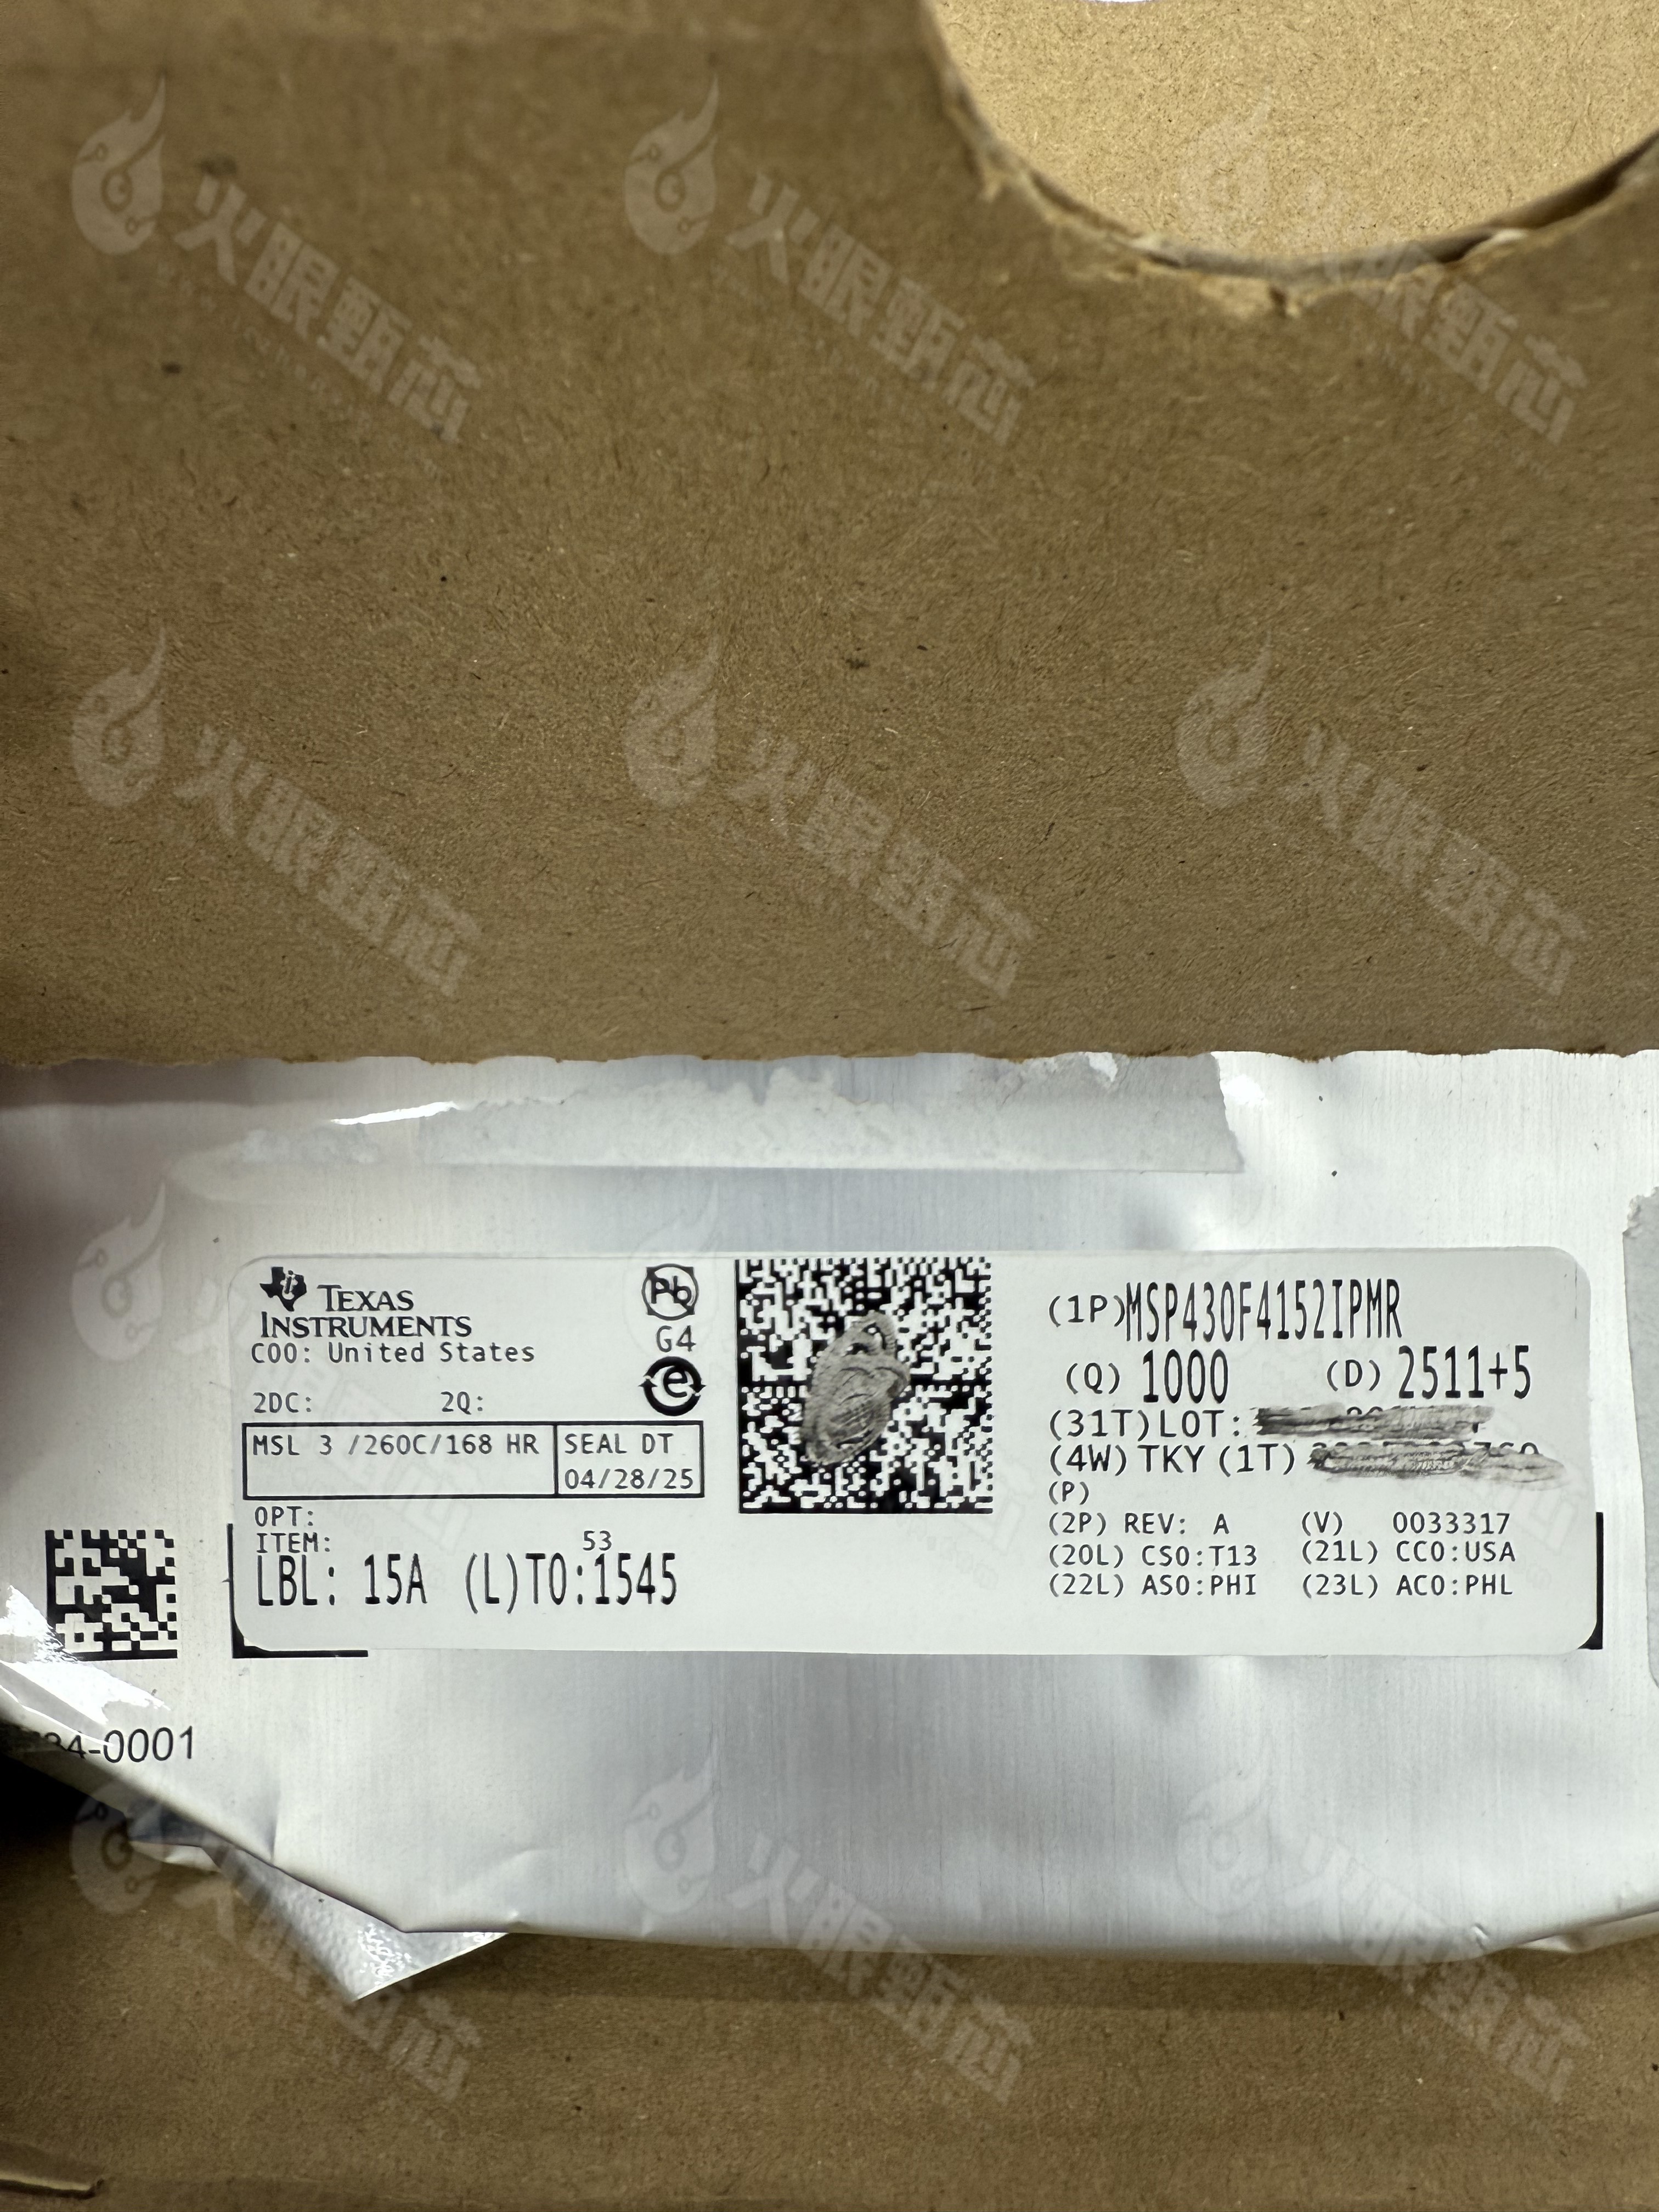 火眼甄芯
TEXAS
INSTRUMENTS
COO: United States
2DC: 2Q:
MSL 3 /260C/168 HR
SEAL DT
04/28/25
OPT:
ITEM: 53
LBL: 15A (L)TO:1545
Pb
G4
e
(1P)MSP430F4152IPMR
(Q) 1000 (D) 2511+5
(31T)LOT:
(4W) TKY (1T)
(P)
(2P) REV: A (V) 0033317
(20L) CSO:T13 (21L) CCO:USA
(22L) ASO:PHI (23L) ACO:PHL
4-0001